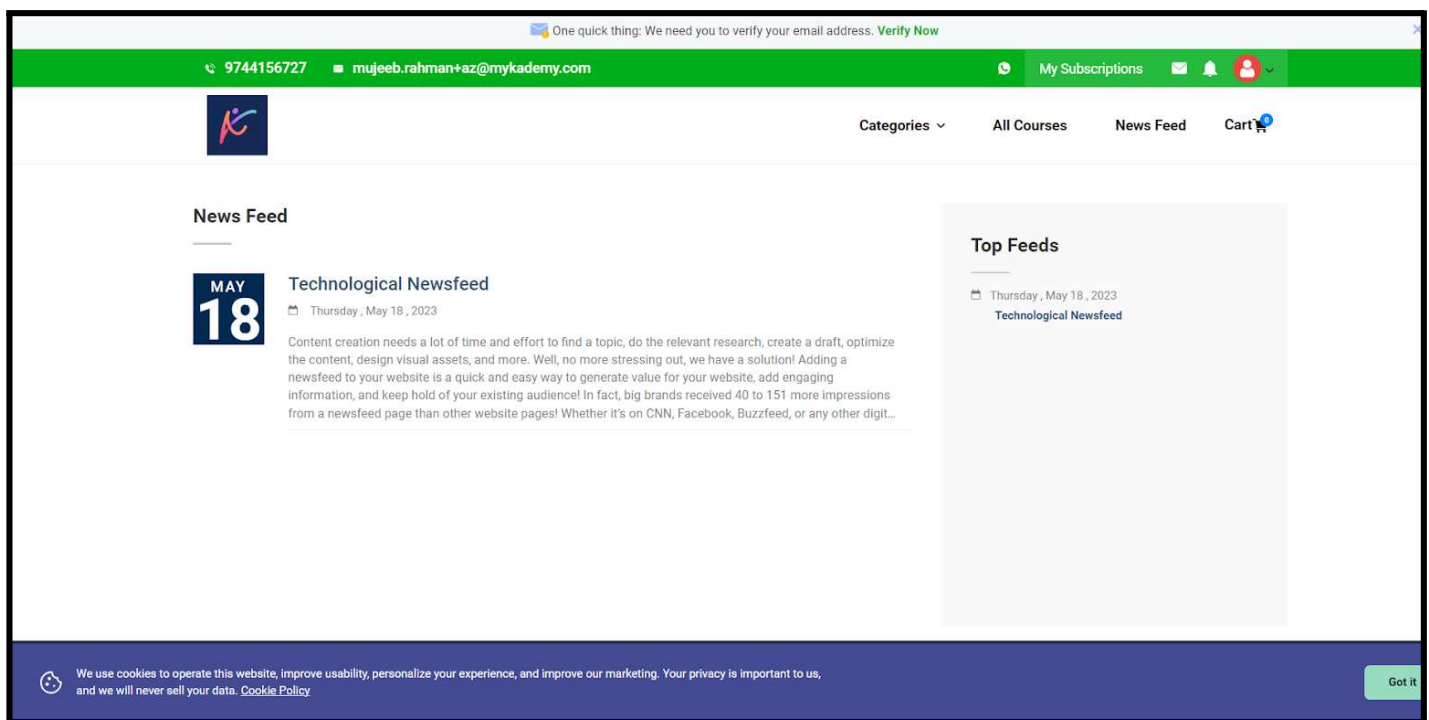 One quick thing: We need you to verify your email address. Verify Now
9744156727 mujeeb.rahman+az@mykademy.com My Subscriptions
Categories All Courses News Feed Cart 0
News Feed
MAY
18
Technological Newsfeed
Thursday , May 18 , 2023
Content creation needs a lot of time and effort to find a topic, do the relevant research, create a draft, optimize
the content, design visual assets, and more. Well, no more stressing out, we have a solution! Adding a
newsfeed to your website is a quick and easy way to generate value for your website, add engaging
information, and keep hold of your existing audience! In fact, big brands received 40 to 151 more impressions
from a newsfeed page than other website pages! Whether it's on CNN, Facebook, Buzzfeed, or any other digit...
Top Feeds
Thursday , May 18 , 2023
Technological Newsfeed
We use cookies to operate this website, improve usability, personalize your experience, and improve our marketing. Your privacy is important to us,
and we will never sell your data. Cookie Policy
Got it